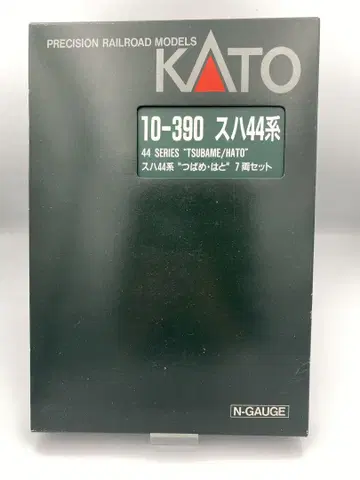 PRECISION RAILROAD MODELS
KATO
10-390 スハ44系
44 SERIES "TSUBAME/HATO"
スハ44系 "つばめ・はと" 7両セット
N-GAUGE